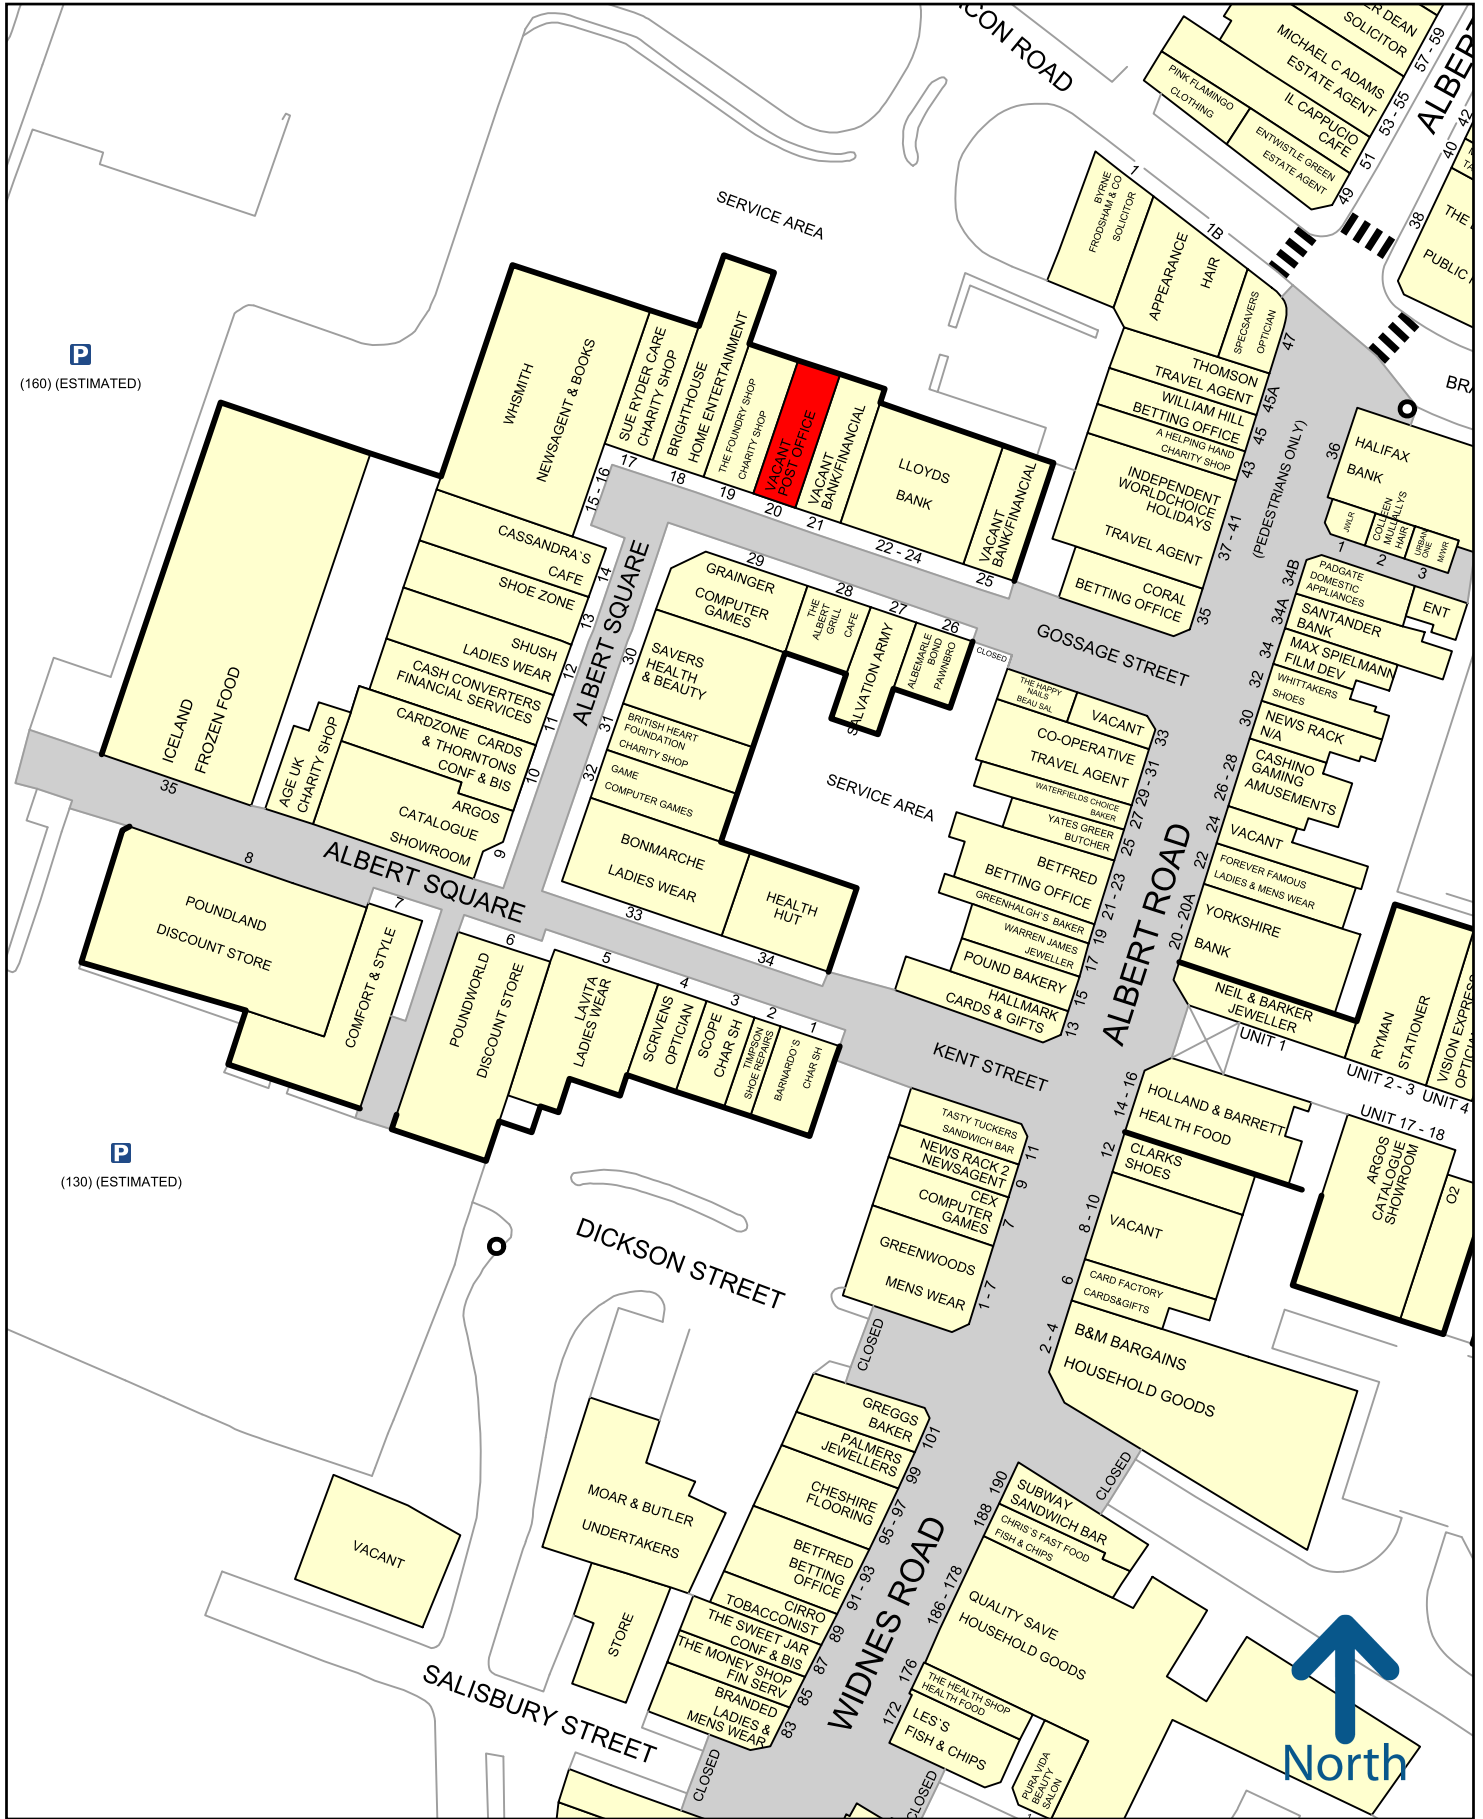 CON ROAD
ER DEAN
SOLICITOR
57 - 59
MICHAEL C ADAMS
ESTATE AGENT
53 - 55
ALBERT
PINK FLAMINGO
CLOTHING
IL CAPPUCIO
CAFE
51
ENTWISTLE GREEN
ESTATE AGENT
49
42
40
38
THE
PUBLIC
BRA
SERVICE AREA
1
BYRNE
FRODSHAM & CO
SOLICITOR
1B
APPEARANCE
HAIR
SPECSAVERS
OPTICIAN
47
THOMSON
TRAVEL AGENT
45A
WILLIAM HILL
BETTING OFFICE
45
A HELPING HAND
CHARITY SHOP
43
INDEPENDENT
WORLDCHOICE
HOLIDAYS
TRAVEL AGENT
37 - 41
CORAL
BETTING OFFICE
35
(PEDESTRIANS ONLY)
36
HALIFAX
BANK
JWLR
COLLEEN
MULLALLYS
HAIR
URBAN
ONE
M/WR
1
2
3
P
(160) (ESTIMATED)
WHSMITH
NEWSAGENT & BOOKS
15 - 16
SUE RYDER CARE
CHARITY SHOP
17
BRIGHTHOUSE
HOME ENTERTAINMENT
18
THE FOUNDRY SHOP
CHARITY SHOP
19
VACANT
POST OFFICE
20
VACANT
BANK/FINANCIAL
21
LLOYDS
BANK
22 - 24
VACANT
BANK/FINANCIAL
25
CASSANDRA`S
CAFE
14
SHOE ZONE
13
SHUSH
LADIES WEAR
12
CASH CONVERTERS
FINANCIAL SERVICES
11
CARDZONE CARDS
& THORNTONS
CONF & BIS
10
ARGOS
CATALOGUE
SHOWROOM
9
ALBERT SQUARE
29
GRAINGER
COMPUTER
GAMES
28
THE
ALBERT
GRILL
CAFE
27
SALVATION ARMY
26
ALBEMARLE
BOND
PAWNBRO
CLOSED
GOSSAGE STREET
30
SAVERS
HEALTH
& BEAUTY
31
BRITISH HEART
FOUNDATION
CHARITY SHOP
32
GAME
COMPUTER GAMES
BONMARCHE
LADIES WEAR
33
HEALTH
HUT
34
SERVICE AREA
ICELAND
FROZEN FOOD
35
AGE UK
CHARITY SHOP
ALBERT SQUARE
8
POUNDLAND
DISCOUNT STORE
7
COMFORT & STYLE
6
POUNDWORLD
DISCOUNT STORE
5
LAVITA
LADIES WEAR
4
SCRIVENS
OPTICIAN
3
SCOPE
CHAR SH
2
TIMPSON
SHOE REPAIRS
1
BARNARDO`S
CHAR SH
P
(130) (ESTIMATED)
THE HAPPY
NAILS
BEAU SAL
VACANT
33
CO-OPERATIVE
TRAVEL AGENT
29 - 31
WATERFIELDS CHOICE
BAKER
27
YATES GREER
BUTCHER
25
BETFRED
BETTING OFFICE
21 - 23
GREENHALGH`S BAKER
19
WARREN JAMES
JEWELLER
17
POUND BAKERY
15
HALLMARK
CARDS & GIFTS
13
ALBERT ROAD
34B
PADGATE
DOMESTIC
APPLIANCES
ENT
34A
SANTANDER
BANK
34
MAX SPIELMANN
FILM DEV
32
WHITTAKERS
SHOES
30
NEWS RACK
N/A
26 - 28
CASHINO
GAMING
AMUSEMENTS
24
VACANT
22
FOREVER FAMOUS
LADIES & MENS WEAR
20 - 20A
YORKSHIRE
BANK
NEIL & BARKER
JEWELLER
UNIT 1
RYMAN
STATIONER
UNIT 2 - 3
VISION EXPRESS
OPTICIAN
UNIT 4
UNIT 17 - 18
ARGOS
CATALOGUE
SHOWROOM
O2
KENT STREET
14 - 16
HOLLAND & BARRETT
HEALTH FOOD
12
CLARKS
SHOES
8 - 10
VACANT
6
CARD FACTORY
CARDS&GIFTS
2 - 4
B&M BARGAINS
HOUSEHOLD GOODS
TASTY TUCKERS
SANDWICH BAR
11
NEWS RACK 2
NEWSAGENT
9
CEX
COMPUTER
GAMES
7
GREENWOODS
MENS WEAR
1 - 7
DICKSON STREET
CLOSED
GREGGS
BAKER
101
PALMERS
JEWELLERS
99
CHESHIRE
FLOORING
95 - 97
BETFRED
BETTING
OFFICE
91 - 93
CIRRO
TOBACCONIST
89
THE SWEET JAR
CONF & BIS
87
THE MONEY SHOP
FIN SERV
85
BRANDED
LADIES &
MENS WEAR
83
WIDNES ROAD
CLOSED
190
SUBWAY
SANDWICH BAR
188
CHRIS`S FAST FOOD
FISH & CHIPS
186 - 178
QUALITY SAVE
HOUSEHOLD GOODS
176
THE HEALTH SHOP
HEALTH FOOD
172
LES`S
FISH & CHIPS
PURA VIDA
BEAUTY
SALON
CLOSED
CLOSED
MOAR & BUTLER
UNDERTAKERS
STORE
VACANT
SALISBURY STREET
North